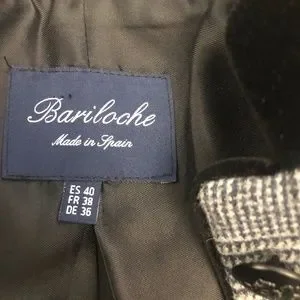 Bariloche
Made in Spain
ES 40
FR 38
DE 36